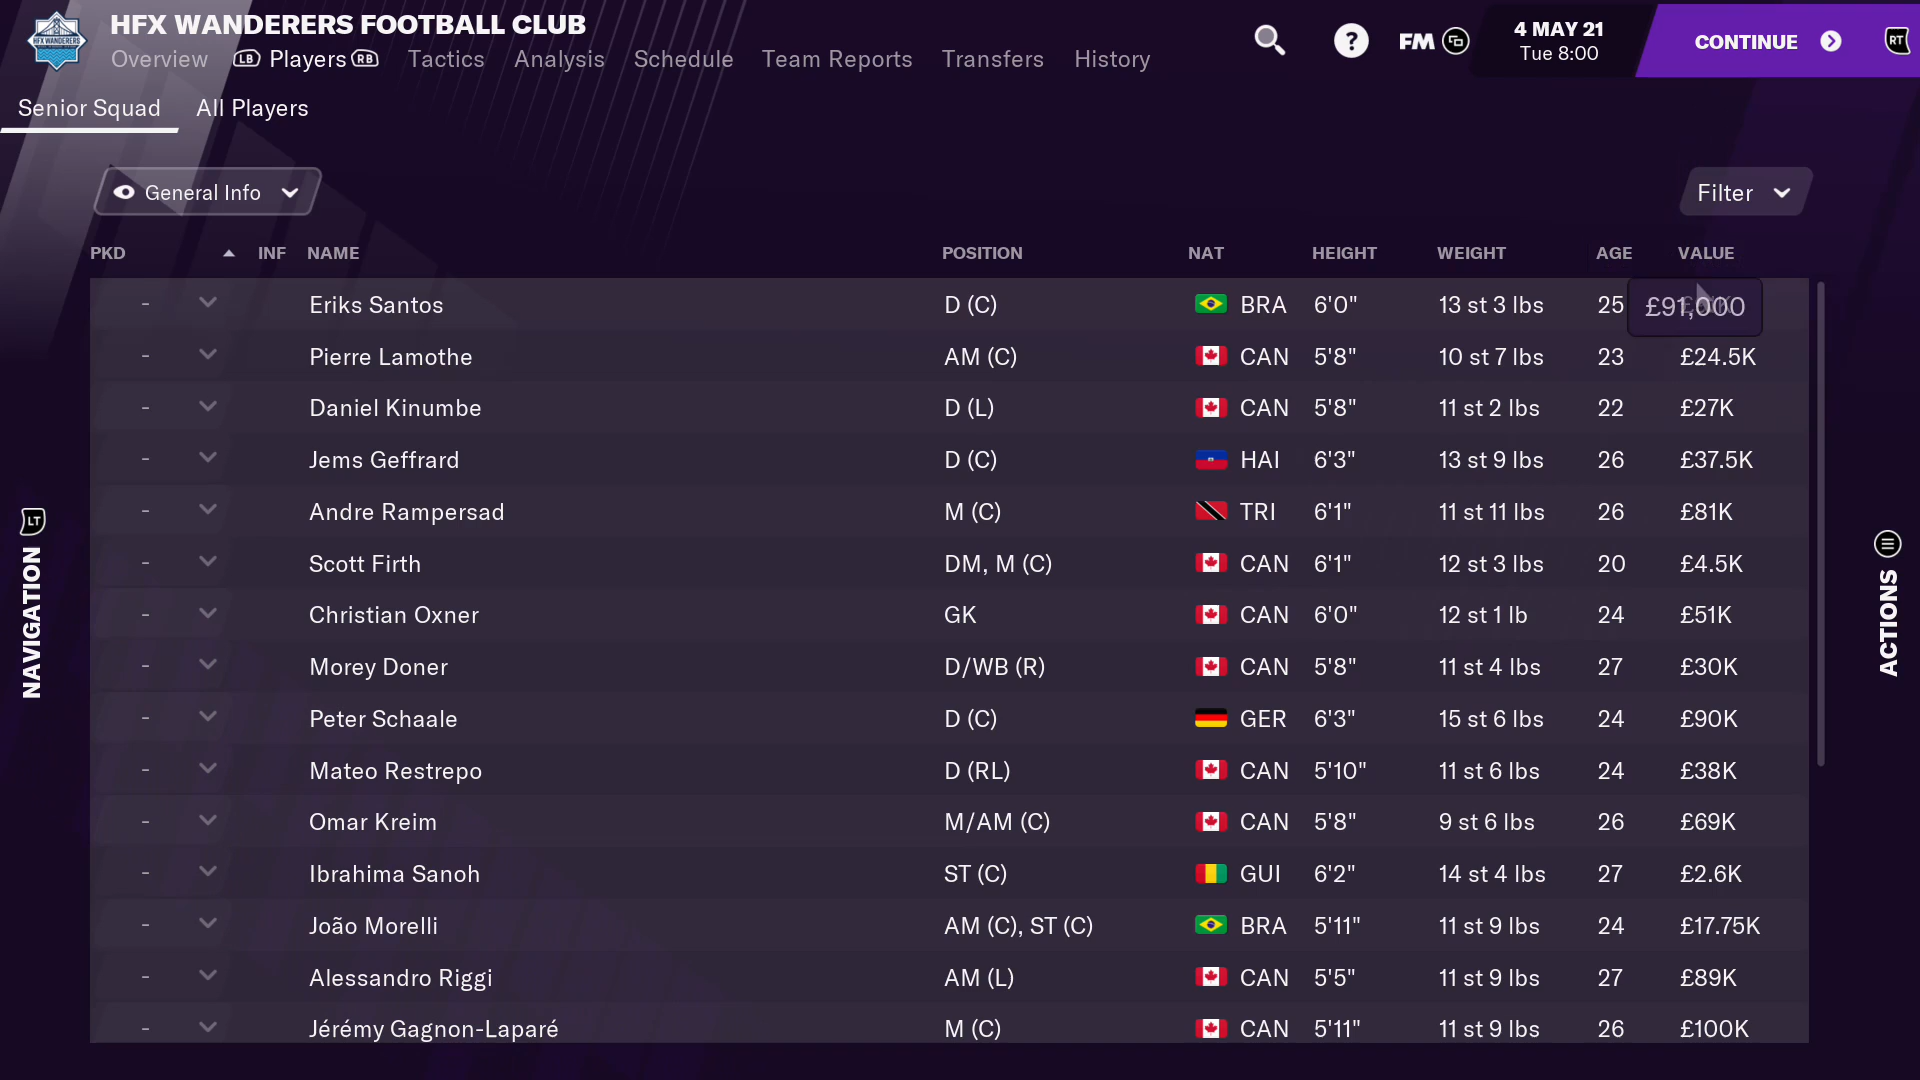 HFX WANDERERS FOOTBALL CLUB
Overview LB Players RB Tactics Analysis Schedule Team Reports Transfers History
? FM 4 MAY 21 Tue 8:00 CONTINUE RT
Senior Squad All Players
General Info Filter
PKD INF NAME POSITION NAT HEIGHT WEIGHT AGE VALUE
- Eriks Santos D (C) BRA 6'0" 13 st 3 lbs 25 £91,000
- Pierre Lamothe AM (C) CAN 5'8" 10 st 7 lbs 23 £24.5K
- Daniel Kinumbe D (L) CAN 5'8" 11 st 2 lbs 22 £27K
- Jems Geffrard D (C) HAI 6'3" 13 st 9 lbs 26 £37.5K
- Andre Rampersad M (C) TRI 6'1" 11 st 11 lbs 26 £81K
- Scott Firth DM, M (C) CAN 6'1" 12 st 3 lbs 20 £4.5K
- Christian Oxner GK CAN 6'0" 12 st 1 lb 24 £51K
- Morey Doner D/WB (R) CAN 5'8" 11 st 4 lbs 27 £30K
- Peter Schaale D (C) GER 6'3" 15 st 6 lbs 24 £90K
- Mateo Restrepo D (RL) CAN 5'10" 11 st 6 lbs 24 £38K
- Omar Kreim M/AM (C) CAN 5'8" 9 st 6 lbs 26 £69K
- Ibrahima Sanoh ST (C) GUI 6'2" 14 st 4 lbs 27 £2.6K
- João Morelli AM (C), ST (C) BRA 5'11" 11 st 9 lbs 24 £17.75K
- Alessandro Riggi AM (L) CAN 5'5" 11 st 9 lbs 27 £89K
- Jérémy Gagnon-Laparé M (C) CAN 5'11" 11 st 9 lbs 26 £100K
LT NAVIGATION
ACTIONS